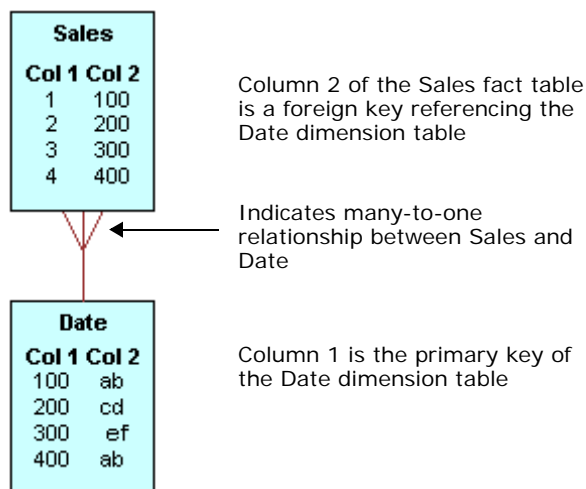 Sales
Col 1 Col 2
1 100
2 200
3 300
4 400
Column 2 of the Sales fact table
is a foreign key referencing the
Date dimension table
Indicates many-to-one
relationship between Sales and
Date
Date
Col 1 Col 2
100 ab
200 cd
300 ef
400 ab
Column 1 is the primary key of
the Date dimension table